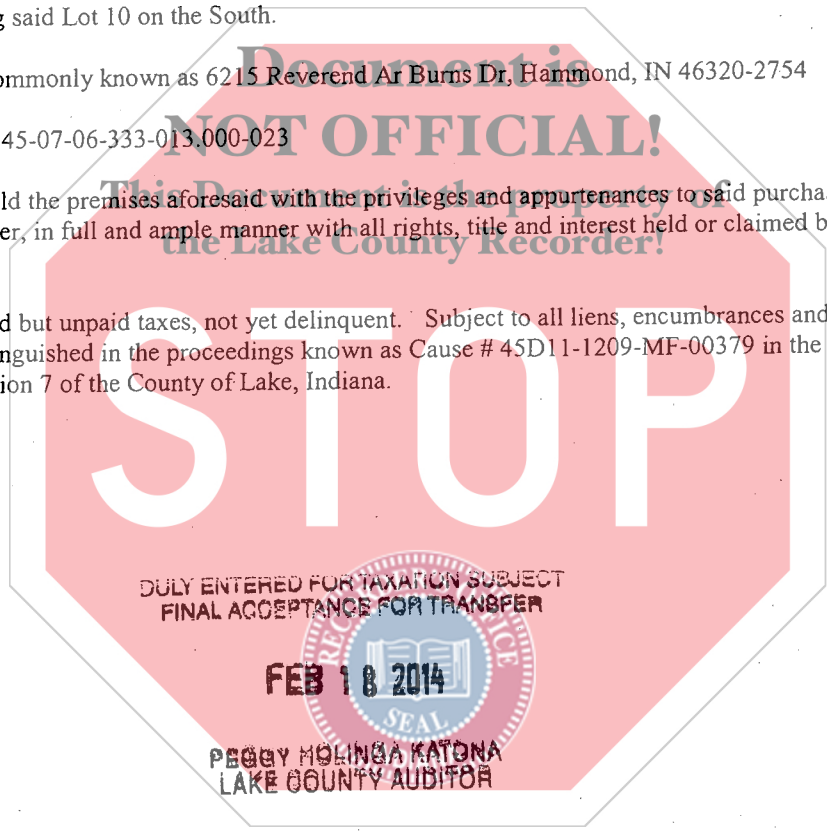 g said Lot 10 on the South.
Document is
ommonly known as 6215 Reverend Ar Burns Dr, Hammond, IN 46320-2754
NOT OFFICIAL!
45-07-06-333-013.000-023
This Document is the property of
ld the premises aforesaid with the privileges and appurtenances to said purcha
er, in full and ample manner with all rights, title and interest held or claimed b
the Lake County Recorder!
d but unpaid taxes, not yet delinquent. Subject to all liens, encumbrances and
nguished in the proceedings known as Cause # 45D11-1209-MF-00379 in the
ion 7 of the County of Lake, Indiana.
STOP
DULY ENTERED FOR TAXATION SUBJECT
FINAL ACCEPTANCE FOR TRANSFER
FEB 18 2014
SEAL
PEGGY HOLINGA KATONA
LAKE COUNTY AUDITOR